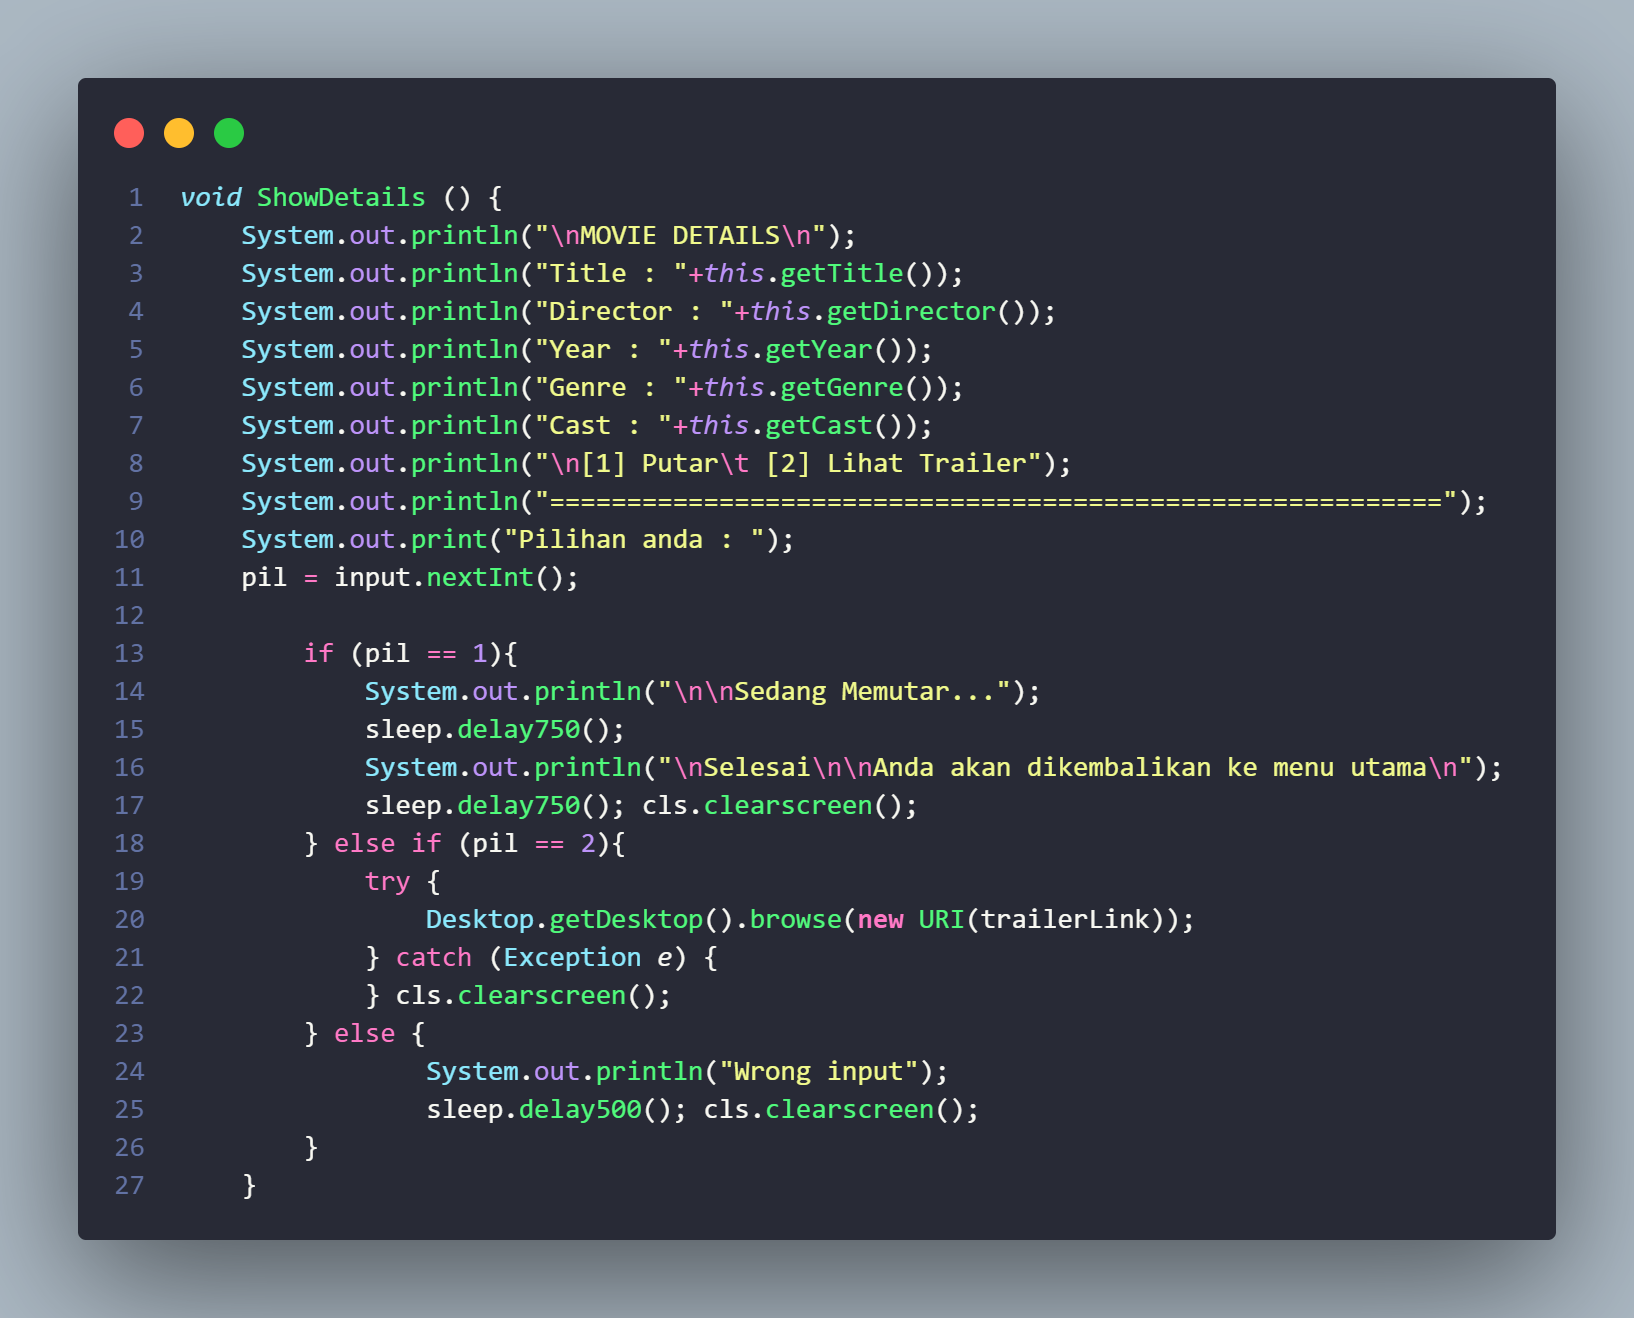 1 void ShowDetails () {
2 System.out.println("\nMOVIE DETAILS\n");
3 System.out.println("Title : "+this.getTitle());
4 System.out.println("Director : "+this.getDirector());
5 System.out.println("Year : "+this.getYear());
6 System.out.println("Genre : "+this.getGenre());
7 System.out.println("Cast : "+this.getCast());
8 System.out.println("\n[1] Putar\t [2] Lihat Trailer");
9 System.out.println("==========================================================");
10 System.out.print("Pilihan anda : ");
11 pil = input.nextInt();
12
13 if (pil == 1){
14 System.out.println("\n\nSedang Memutar...");
15 sleep.delay750();
16 System.out.println("\nSelesai\n\nAnda akan dikembalikan ke menu utama\n");
17 sleep.delay750(); cls.clearscreen();
18 } else if (pil == 2){
19 try {
20 Desktop.getDesktop().browse(new URI(trailerLink));
21 } catch (Exception e) {
22 } cls.clearscreen();
23 } else {
24 System.out.println("Wrong input");
25 sleep.delay500(); cls.clearscreen();
26 }
27 }